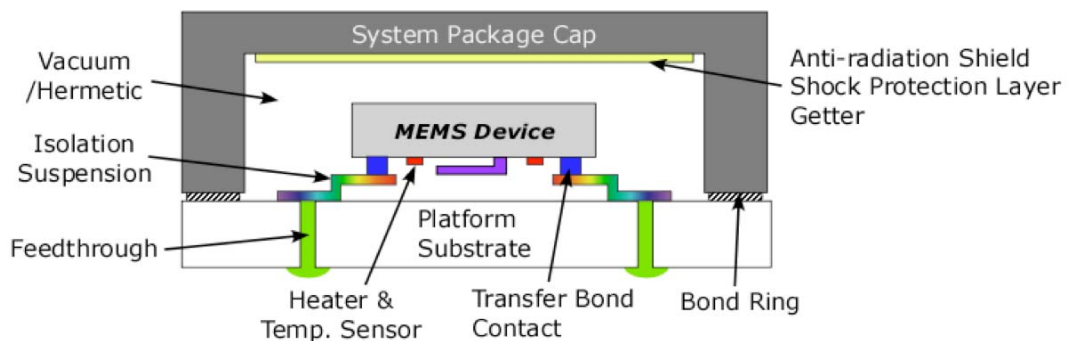 System Package Cap
Vacuum
/Hermetic
Anti-radiation Shield
Shock Protection Layer
Getter
MEMS Device
Isolation
Suspension
Platform
Substrate
Feedthrough
Heater &
Temp. Sensor
Transfer Bond
Contact
Bond Ring